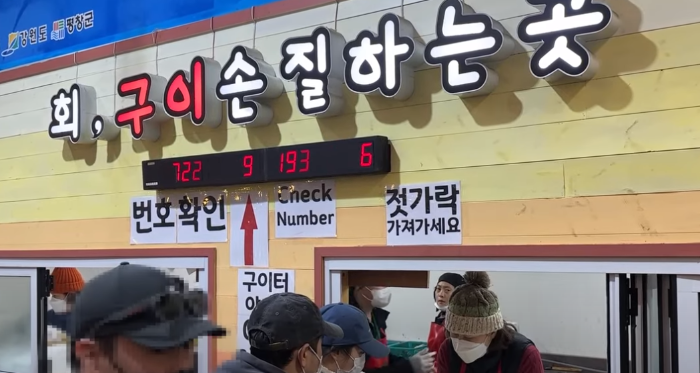 강원도 평창군
회, 구이 손질하는 곳
722 9 193 6
번호확인
Check
Number
젓가락
가져가세요
구이터